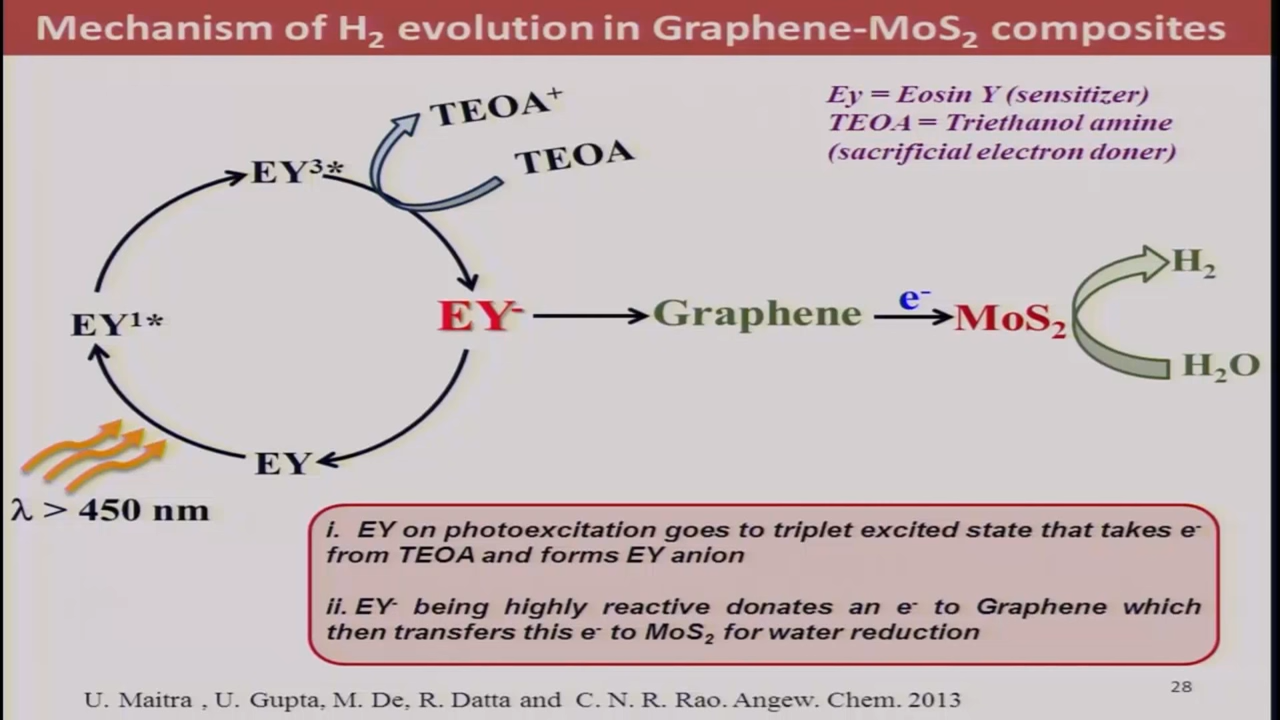 Mechanism of H₂ evolution in Graphene-MoS₂ composites
Ey = Eosin Y (sensitizer)
TEOA = Triethanol amine
(sacrificial electron doner)
TEOA⁺
TEOA
EY³*
EY¹*
EY⁻
Graphene
e⁻
MoS₂
H₂
H₂O
EY
λ > 450 nm
i. EY on photoexcitation goes to triplet excited state that takes e⁻
from TEOA and forms EY anion
ii. EY⁻ being highly reactive donates an e⁻ to Graphene which
then transfers this e⁻ to MoS₂ for water reduction
U. Maitra , U. Gupta, M. De, R. Datta and C. N. R. Rao. Angew. Chem. 2013
28